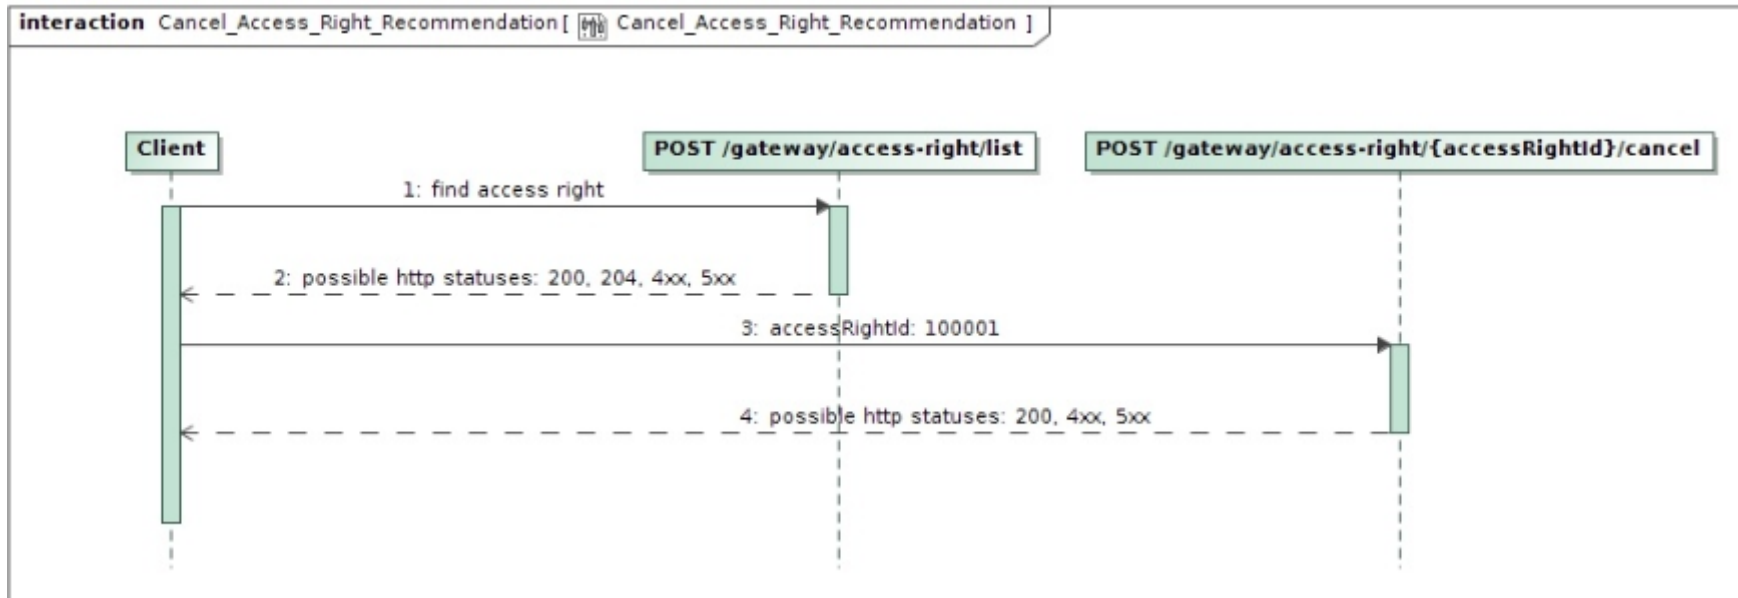 interaction Cancel_Access_Right_Recommendation [ Cancel_Access_Right_Recommendation ]
Client
POST /gateway/access-right/list
POST /gateway/access-right/{accessRightId}/cancel
1: find access right
2: possible http statuses: 200, 204, 4xx, 5xx
3: accessRightId: 100001
4: possible http statuses: 200, 4xx, 5xx